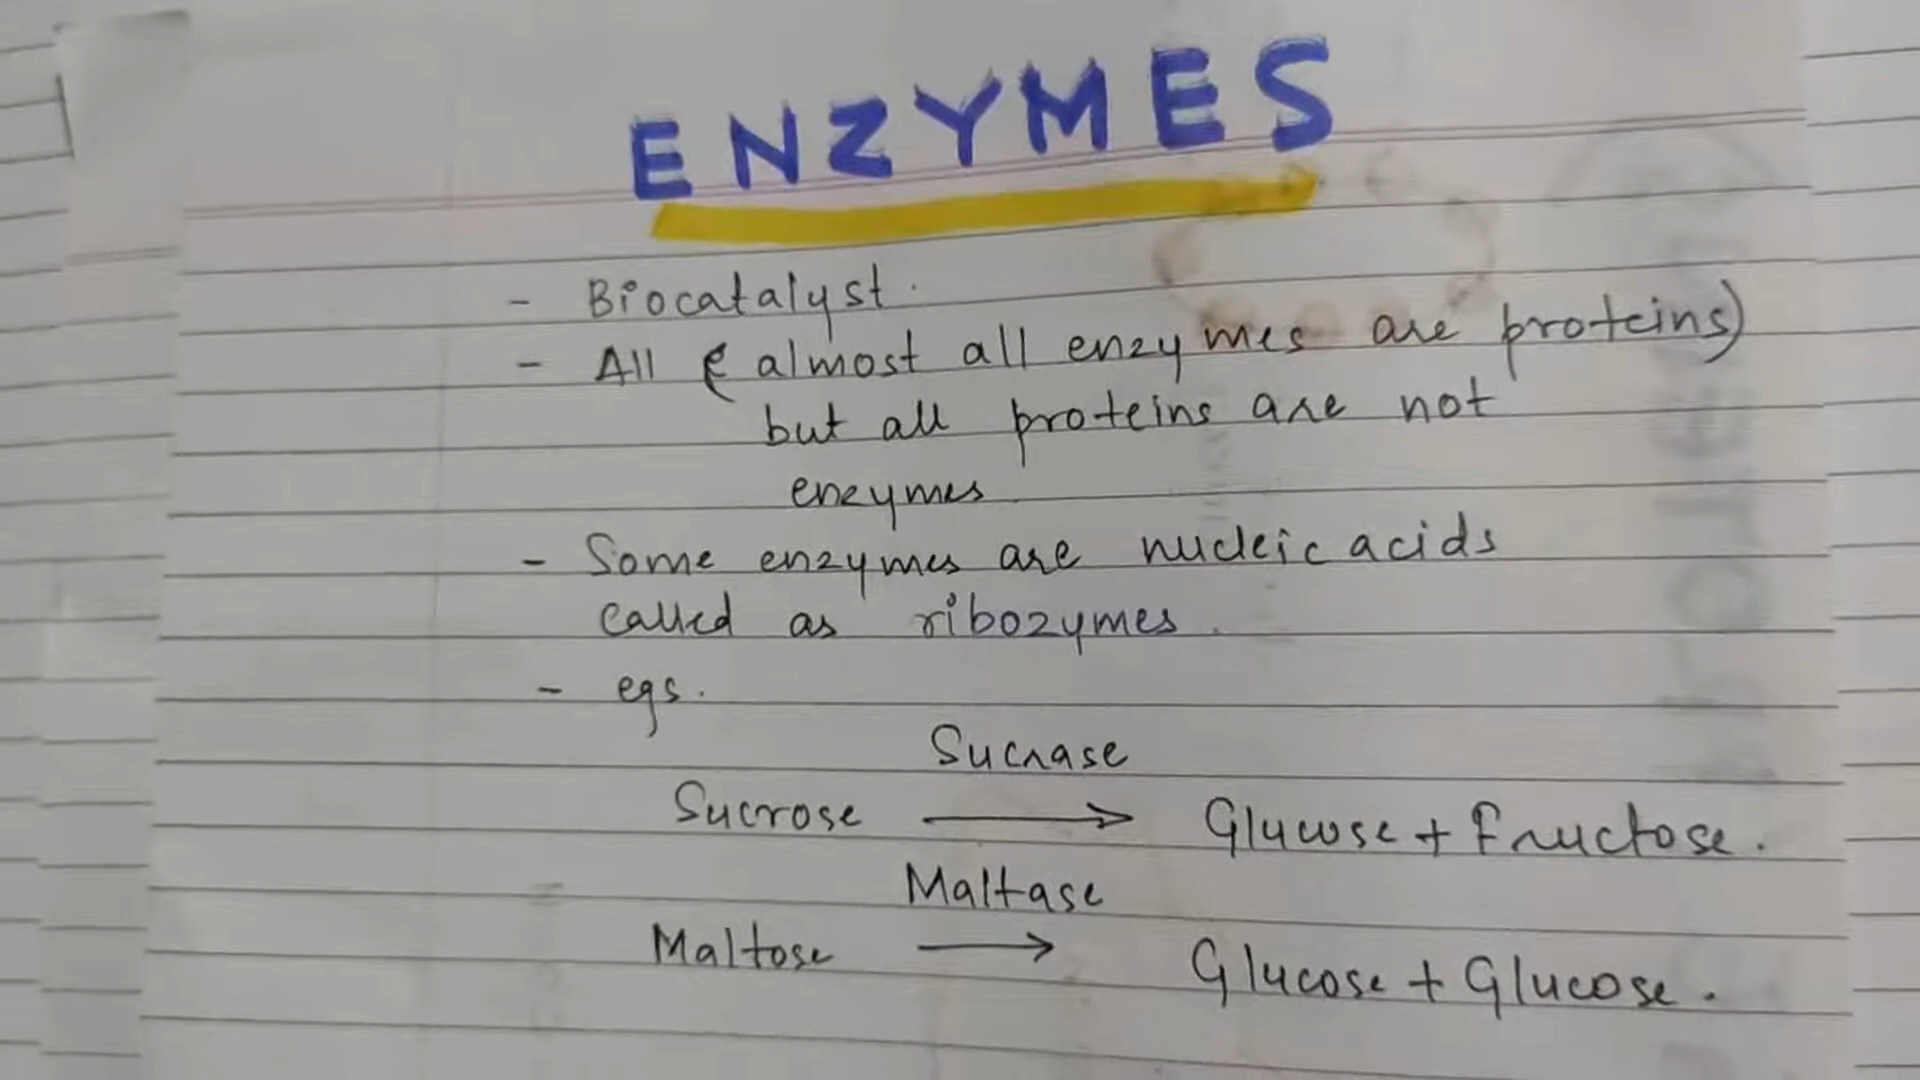 ENZYMES
- Biocatalyst.
- All ( almost all enzymes are proteins)
but all proteins are not
enzymes
- Some enzymes are nucleic acids
called as ribozymes.
- egs.
Sucrase
Sucrose → Glucose + Fructose.
Maltase
Maltose → Glucose + Glucose.